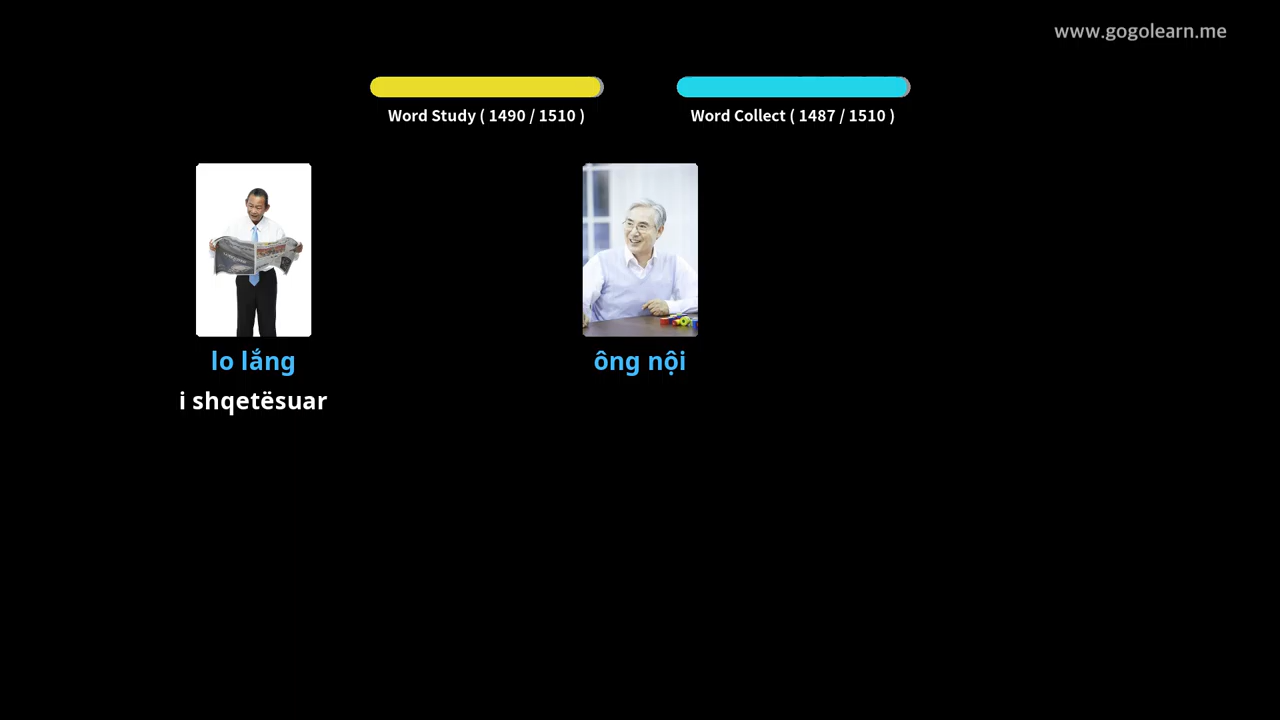 www.gogolearn.me
Word Study ( 1490 / 1510 )
Word Collect ( 1487 / 1510 )
lo lắng
ông nội
i shqetësuar